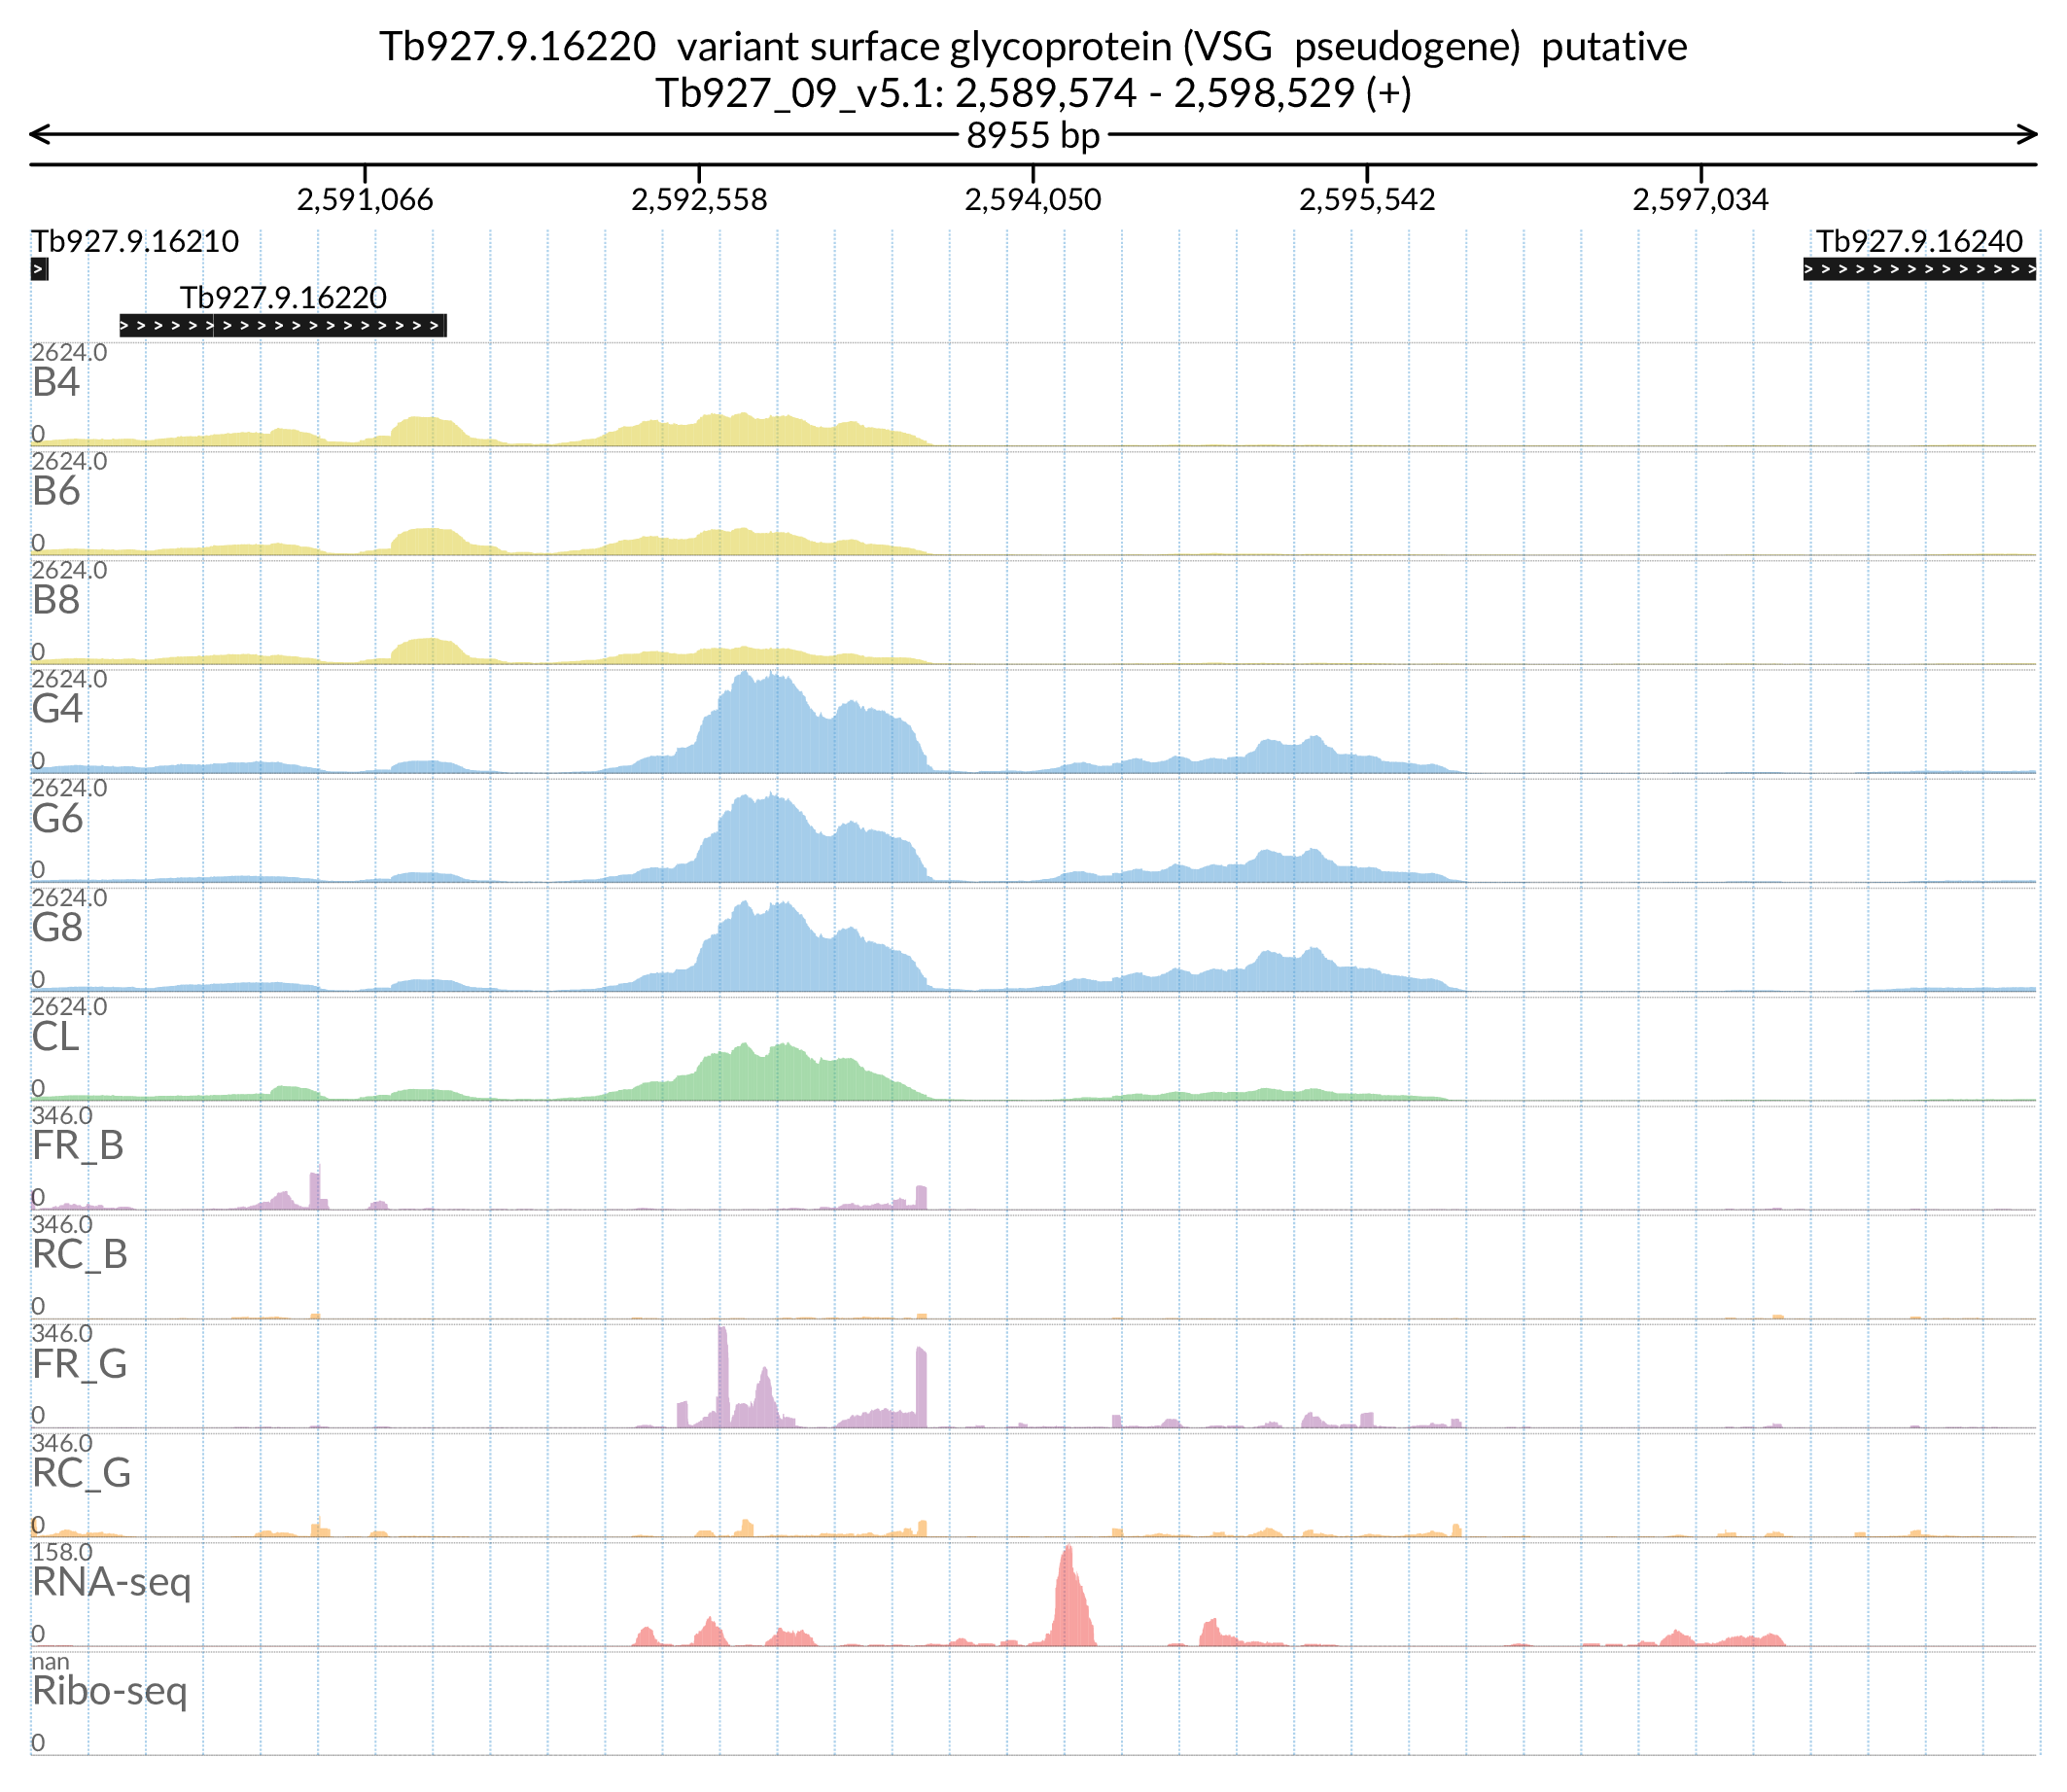 Tb927.9.16220 variant surface glycoprotein (VSG pseudogene) putative
Tb927_09_v5.1: 2,589,574 - 2,598,529 (+)
8955 bp
2,591,066 2,592,558 2,594,050 2,595,542 2,597,034
Tb927.9.16210 Tb927.9.16240
Tb927.9.16220
2624.0
B4
0
2624.0
B6
0
2624.0
B8
0
2624.0
G4
0
2624.0
G6
0
2624.0
G8
0
2624.0
CL
0
346.0
FR_B
0
346.0
RC_B
0
346.0
FR_G
0
346.0
RC_G
0
158.0
RNA-seq
0
nan
Ribo-seq
0